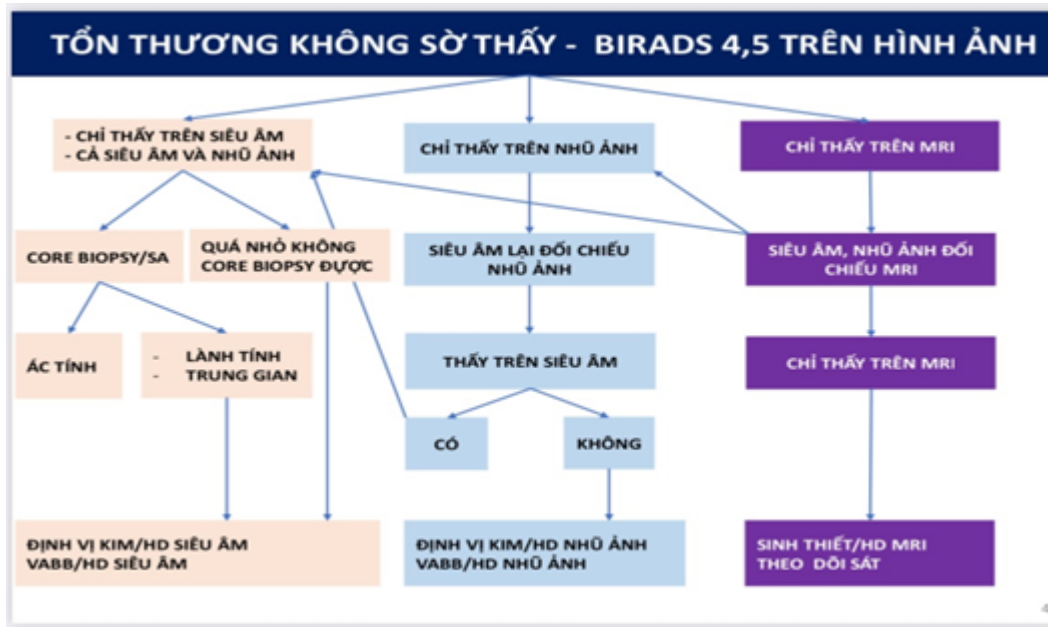 TỔN THƯƠNG KHÔNG SỜ THẤY - BIRADS 4,5 TRÊN HÌNH ẢNH
- CHỈ THẤY TRÊN SIÊU ÂM
- CẢ SIÊU ÂM VÀ NHŨ ẢNH
CHỈ THẤY TRÊN NHŨ ẢNH
CHỈ THẤY TRÊN MRI
CORE BIOPSY/SA
QUÁ NHỎ KHÔNG
CORE BIOPSY ĐƯỢC
SIÊU ÂM LẠI ĐỐI CHIẾU
NHŨ ẢNH
SIÊU ÂM, NHŨ ẢNH ĐỐI
CHIẾU MRI
ÁC TÍNH
- LÀNH TÍNH
- TRUNG GIAN
THẤY TRÊN SIÊU ÂM
CHỈ THẤY TRÊN MRI
CÓ
KHÔNG
ĐỊNH VỊ KIM/HD SIÊU ÂM
VABB/HD SIÊU ÂM
ĐỊNH VỊ KIM/HD NHŨ ẢNH
VABB/HD NHŨ ẢNH
SINH THIẾT/HD MRI
THEO DÕI SÁT